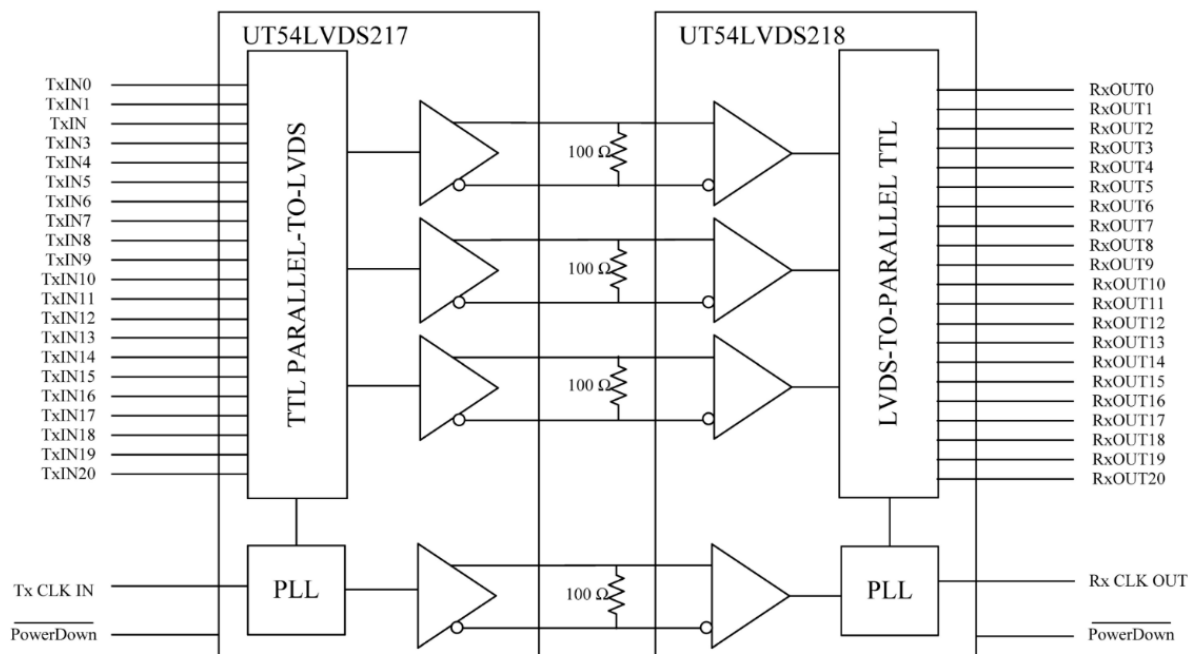 UT54LVDS217
TxIN0
TxIN1
TxIN
TxIN3
TxIN4
TxIN5
TxIN6
TxIN7
TxIN8
TxIN9
TxIN10
TxIN11
TxIN12
TxIN13
TxIN14
TxIN15
TxIN16
TxIN17
TxIN18
TxIN19
TxIN20
TTL PARALLEL-TO-LVDS
Tx CLK IN
PLL
PowerDown
100 Ω
100 Ω
100 Ω
100 Ω
UT54LVDS218
LVDS-TO-PARALLEL TTL
RxOUT0
RxOUT1
RxOUT2
RxOUT3
RxOUT4
RxOUT5
RxOUT6
RxOUT7
RxOUT8
RxOUT9
RxOUT10
RxOUT11
RxOUT12
RxOUT13
RxOUT14
RxOUT15
RxOUT16
RxOUT17
RxOUT18
RxOUT19
RxOUT20
PLL
Rx CLK OUT
PowerDown